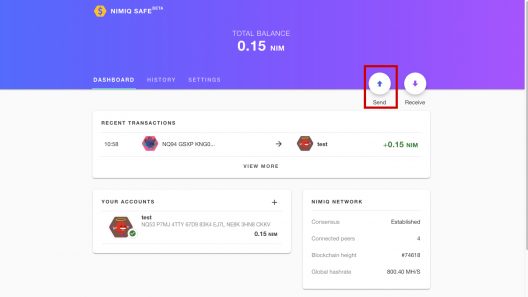 NIMIQ SAFE BETA
TOTAL BALANCE
0.15 NIM
DASHBOARD HISTORY SETTINGS
Send Receive
RECENT TRANSACTIONS
10:58 NQ94 GSXP KNG0... test +0.15 NIM
VIEW MORE
YOUR ACCOUNTS +
test
NQ53 P7MJ 4TTY 67D9 83K4 EJ7L NE8K 3HN8 CKKV
0.15 NIM
NIMIQ NETWORK
Consensus Established
Connected peers 4
Blockchain height #74618
Global hashrate 800.40 MH/S